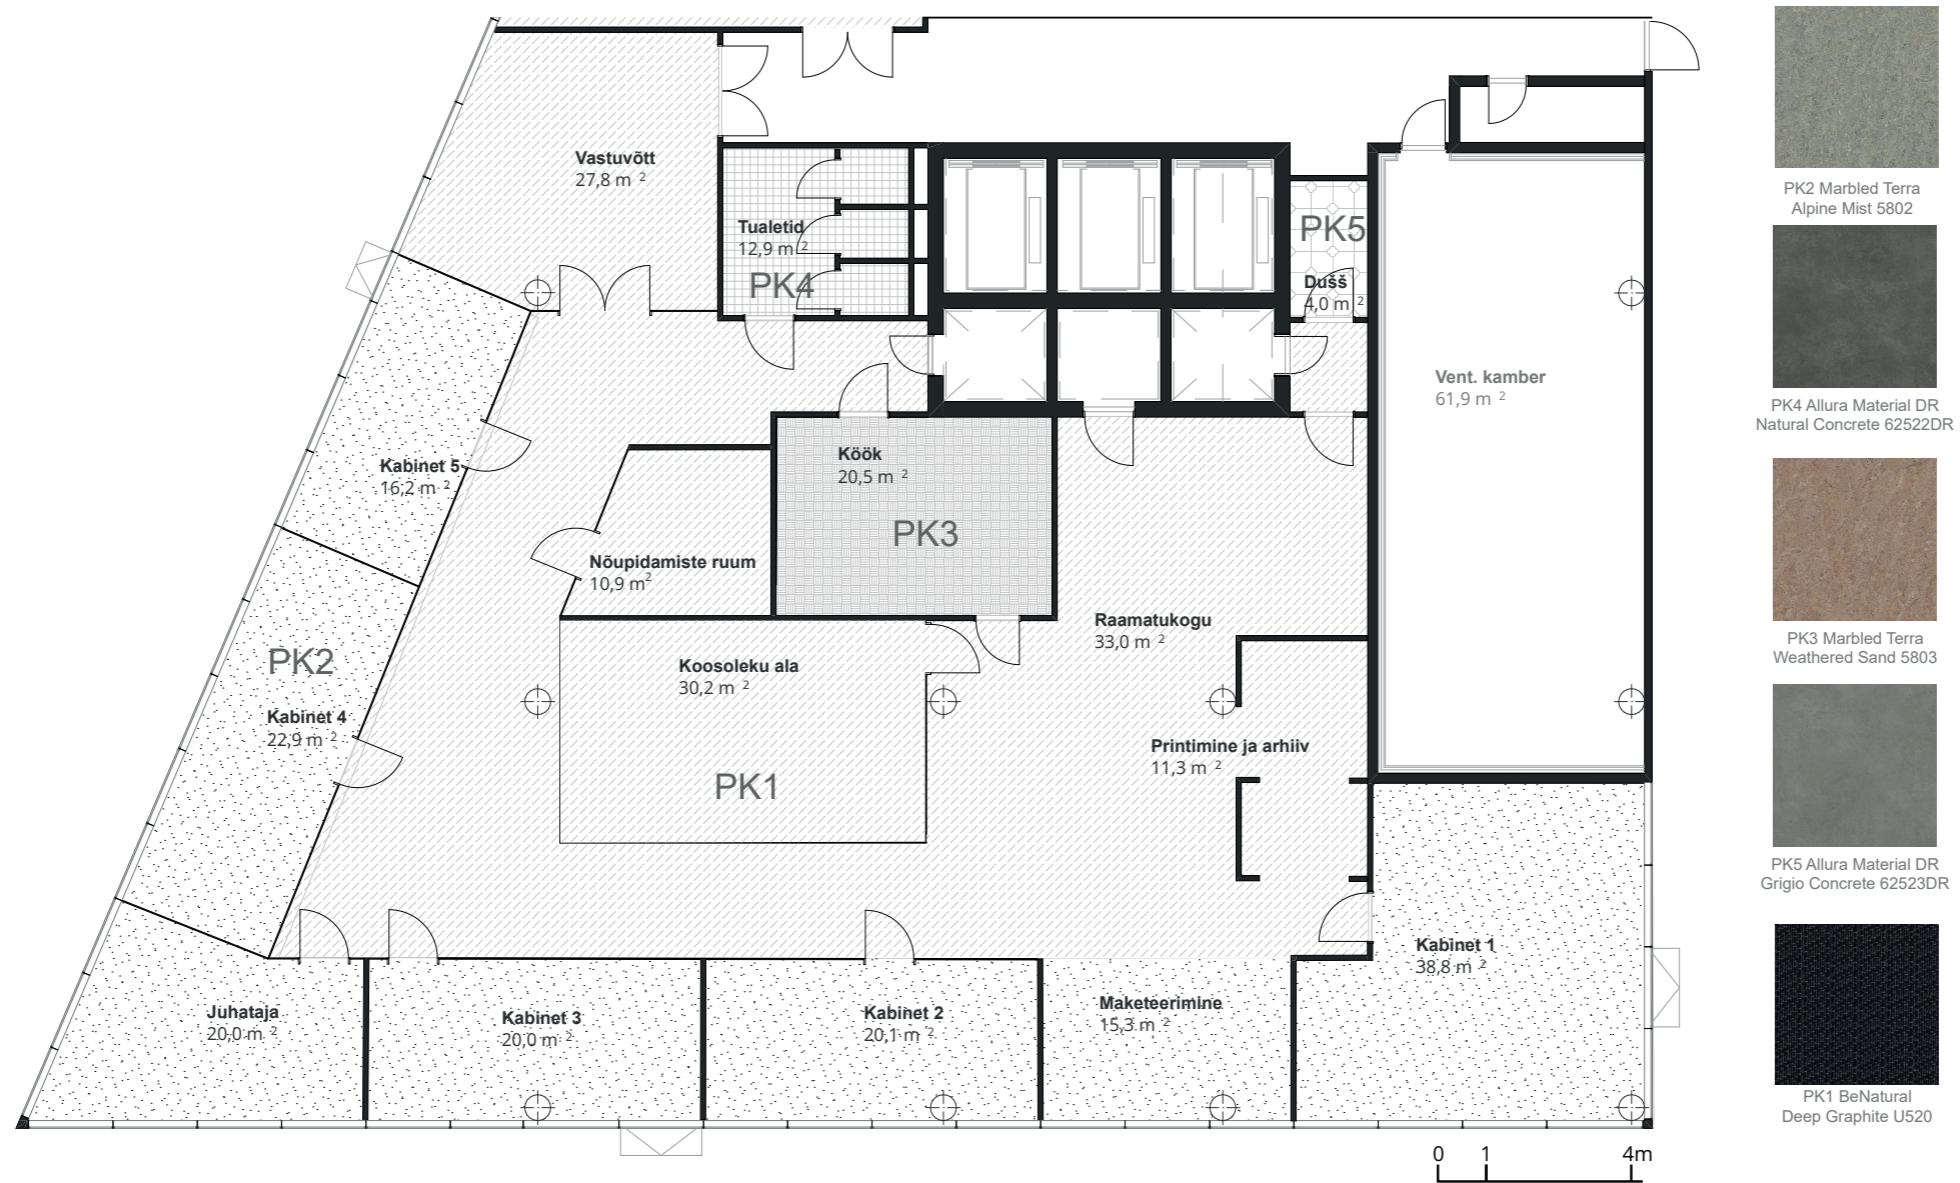 Vastuvõtt
27,8 m 2
Tualetid
12,9 m 2
PK4
PK5
Dušš
4,0 m 2
Vent. kamber
61,9 m 2
Kabinet 5
16,2 m 2
Köök
20,5 m 2
PK3
Nõupidamiste ruum
10,9 m2
Raamatukogu
33,0 m 2
PK2
Kabinet 4
22,9 m 2
Koosoleku ala
30,2 m 2
PK1
Printimine ja arhiiv
11,3 m 2
Kabinet 1
38,8 m 2
Juhataja
20,0 m 2
Kabinet 3
20,0 m 2
Kabinet 2
20,1 m 2
Maketeerimine
15,3 m 2
0 1 4m
PK2 Marbled Terra
Alpine Mist 5802
PK4 Allura Material DR
Natural Concrete 62522DR
PK3 Marbled Terra
Weathered Sand 5803
PK5 Allura Material DR
Grigio Concrete 62523DR
PK1 BeNatural
Deep Graphite U520